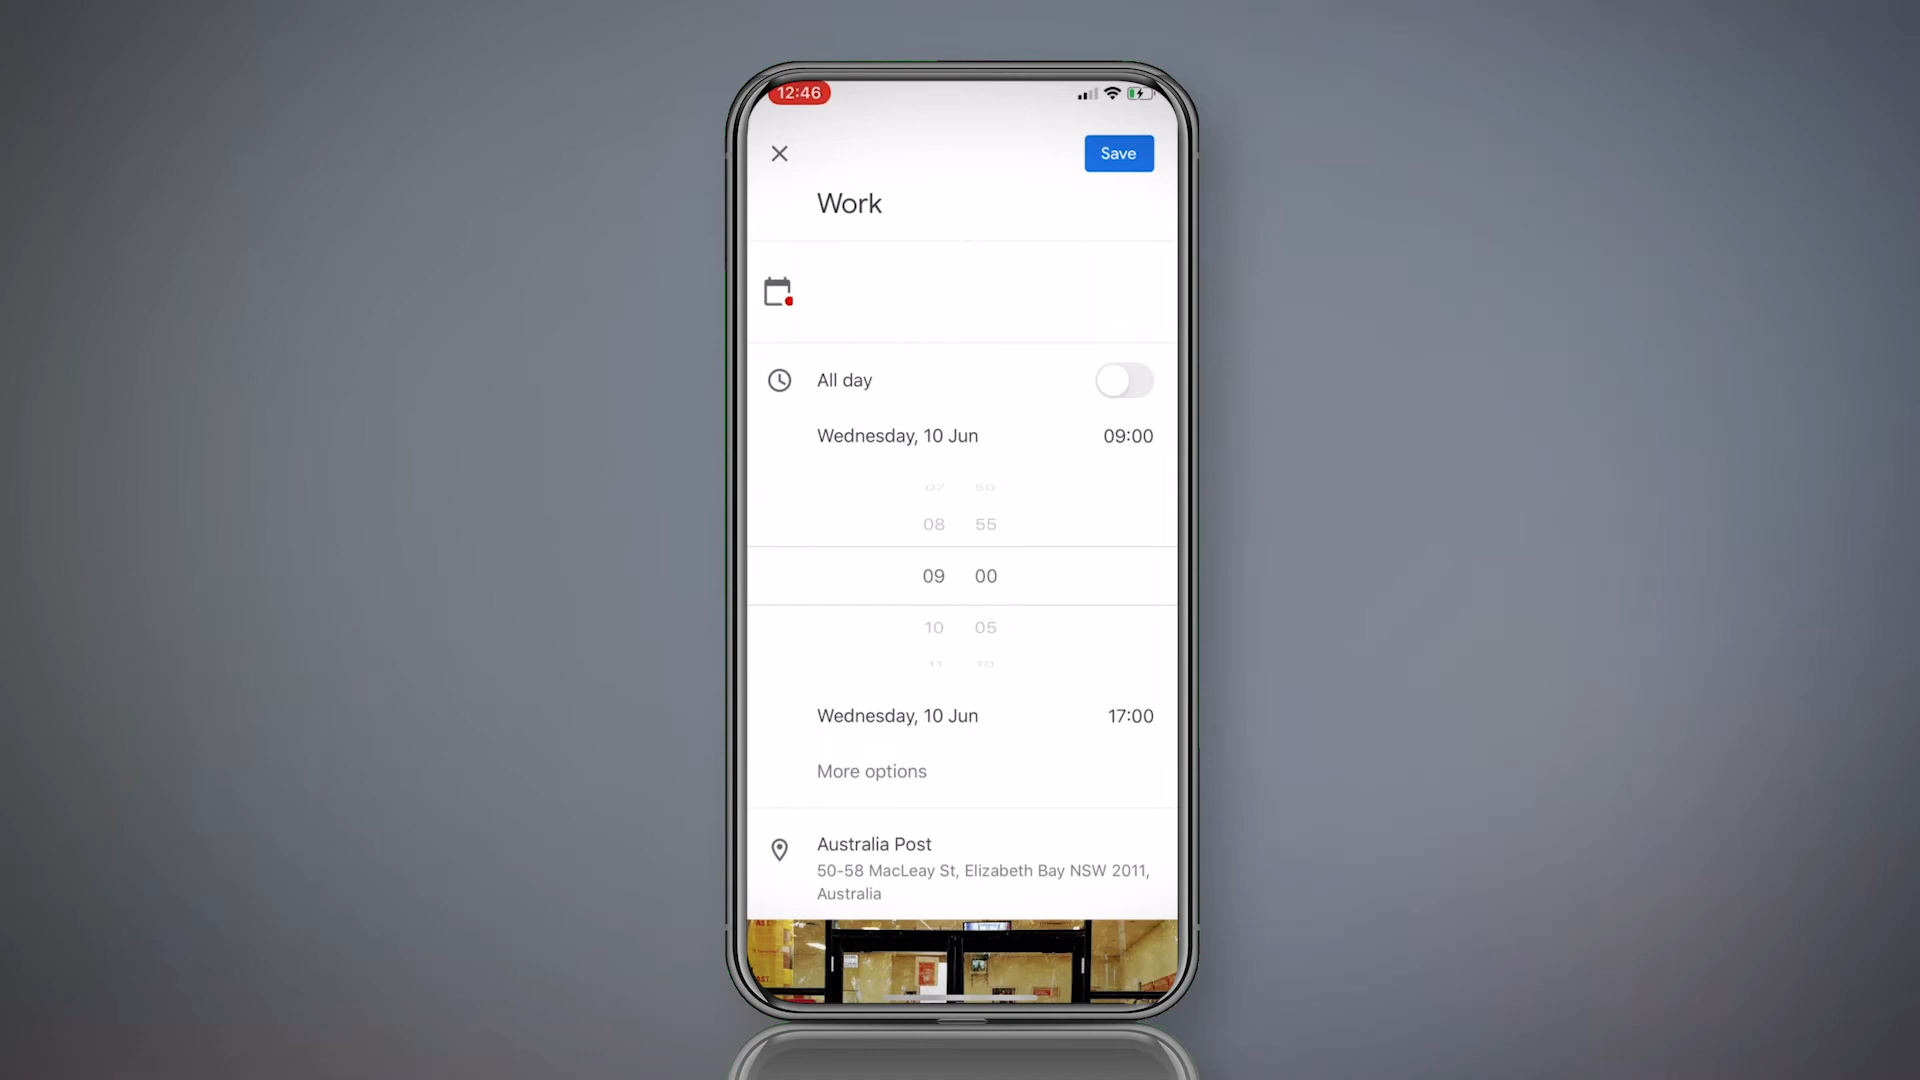 12:46
Save
Work
All day
Wednesday, 10 Jun 09:00
07 50
08 55
09 00
10 05
11 10
Wednesday, 10 Jun 17:00
More options
Australia Post
50-58 MacLeay St, Elizabeth Bay NSW 2011,
Australia